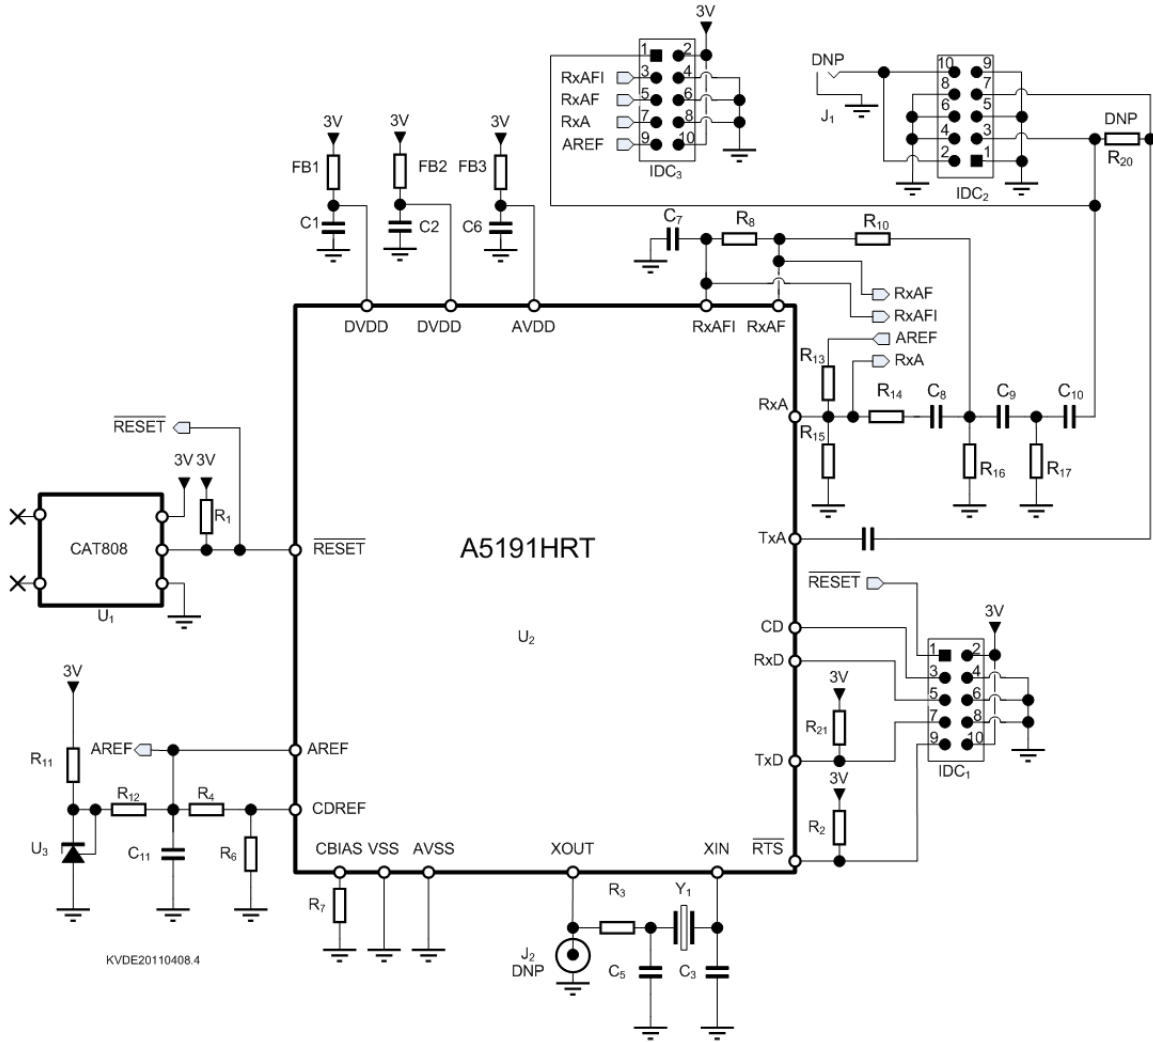 3V
1 2
RxAFI 3 4
RxAF 5 6
RxA 7 8
AREF 9 10
IDC3
DNP
J1
10 9
8 7
6 5
4 3
2 1
IDC2
DNP
R20
3V 3V 3V
FB1 FB2 FB3
C1 C2 C6
C7 R8 R10
RxAF
RxAFI
AREF
RxA
DVDD DVDD AVDD RxAFI RxAF
R13
RxA
R14 C8 C9 C10
R15 R16 R17
RESET
3V 3V
R1
CAT808
U1
RESET
A5191HRT
U2
TxA
RESET
CD
RxD
TxD
RTS
3V
1 2
3 4
5 6
7 8
9 10
IDC1
3V
R21
3V
R2
3V
R11
AREF
AREF
R12 R4
CDREF
U3 C11 R6
CBIAS VSS AVSS XOUT XIN
R7
R3 Y1
J2
DNP
C5 C3
KVDE20110408.4